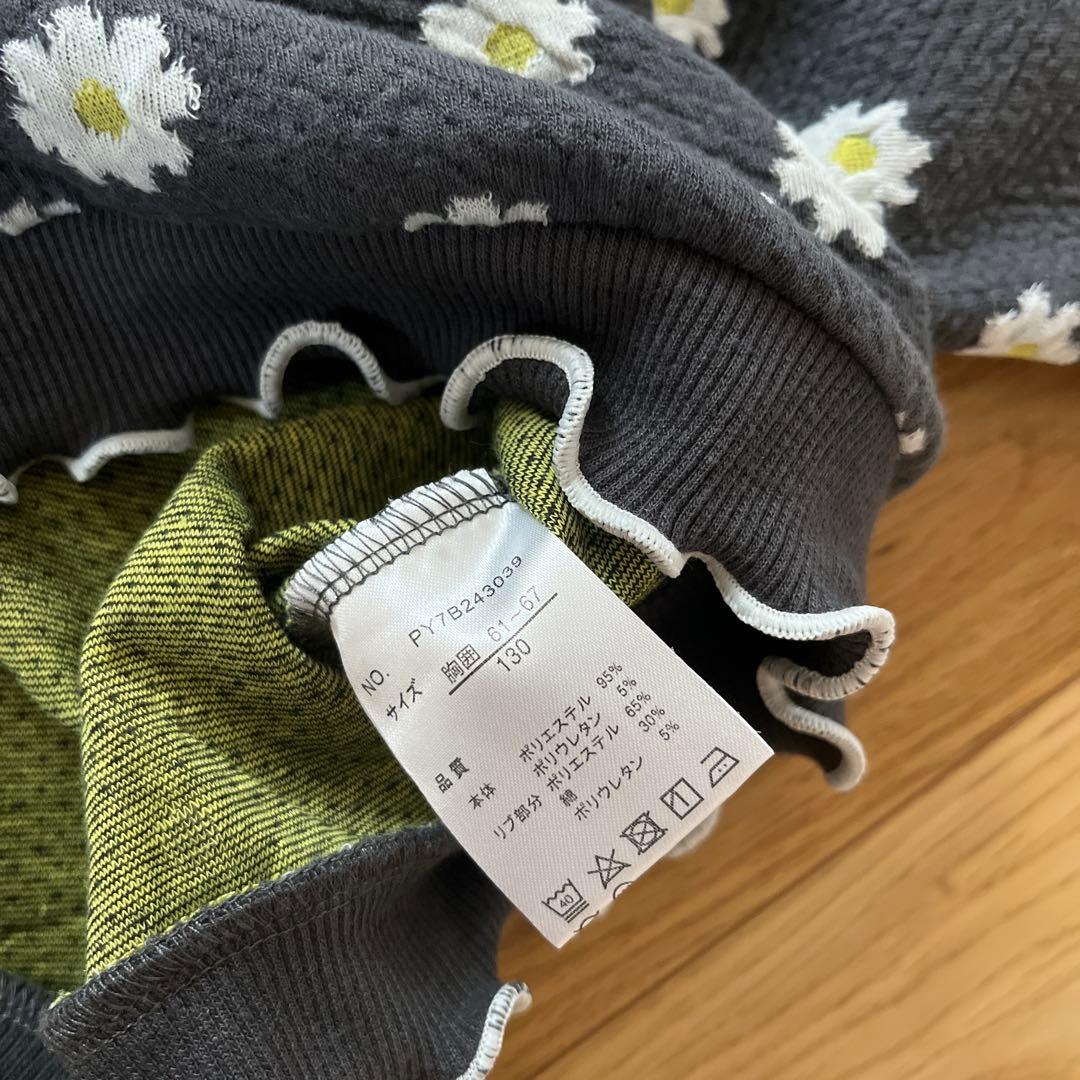 NO. PY7B243039
サイズ 胸囲 61〜67
130
品質
本体 ポリエステル 95%
ポリウレタン 5%
リブ部分 ポリエステル 65%
綿 30%
ポリウレタン 5%
40